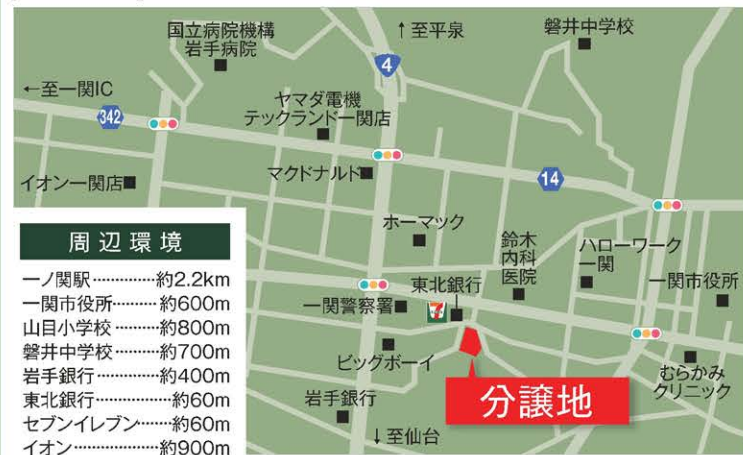 国立病院機構
岩手病院
↑至平泉
磐井中学校
4
←至一関IC
342
ヤマダ電機
テックランド一関店
マクドナルド
イオン一関店
14
ホーマック
鈴木
内科
医院
ハローワーク
一関
一関市役所
東北銀行
一関警察署
7
ビッグボーイ
むらかみ
クリニック
分譲地
岩手銀行
↓至仙台
周辺環境
一ノ関駅…………約2.2km
一関市役所………約600m
山目小学校………約800m
磐井中学校………約700m
岩手銀行…………約400m
東北銀行……………約60m
セブンイレブン……約60m
イオン………………約900m